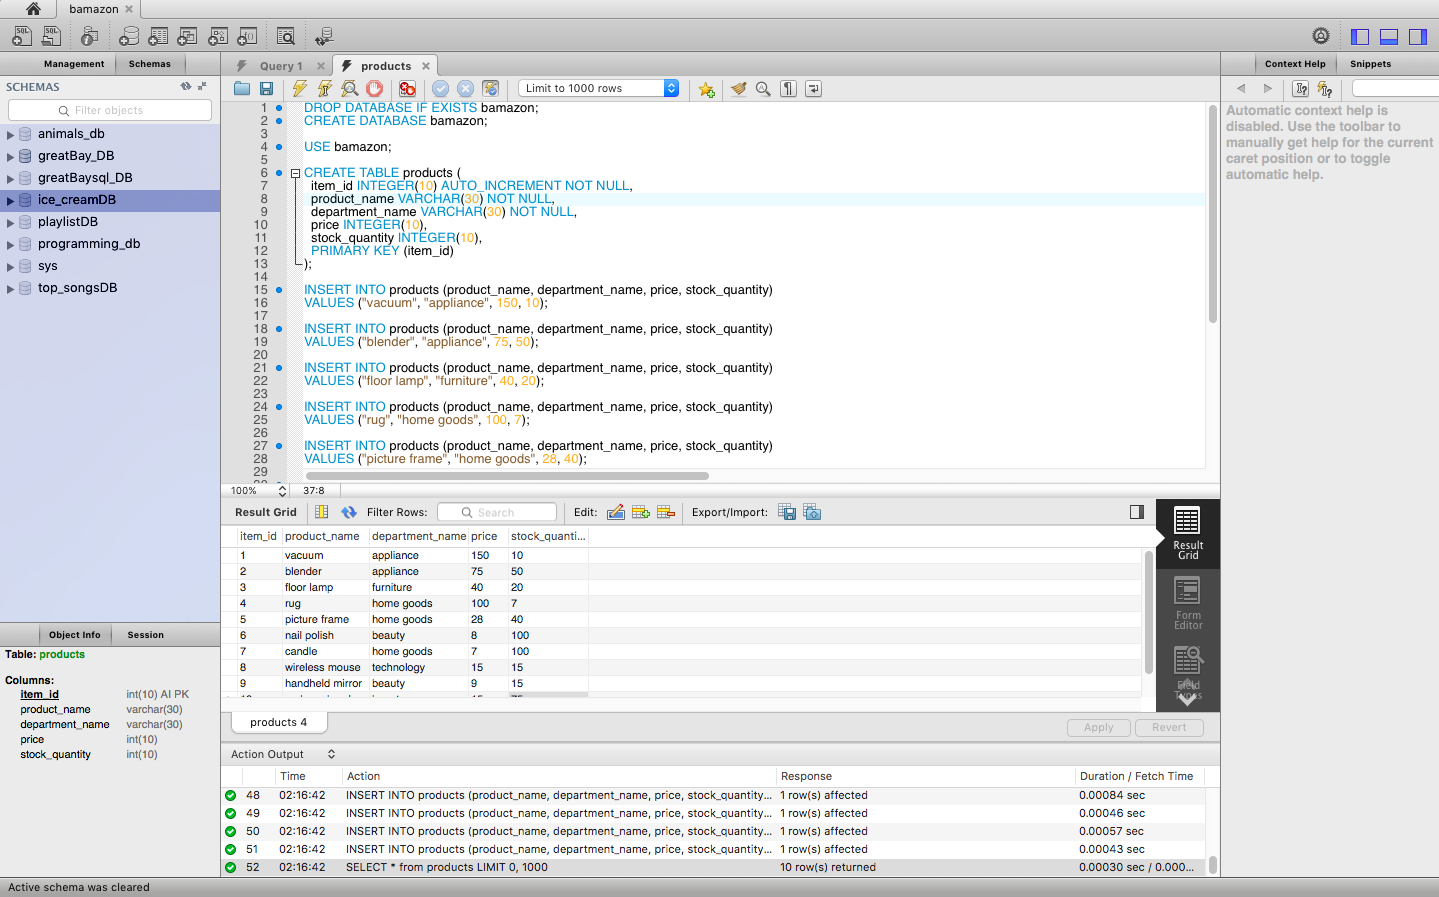 bamazon
Management Schemas
SCHEMAS
Filter objects
animals_db
greatBay_DB
greatBaysql_DB
ice_creamDB
playlistDB
programming_db
sys
top_songsDB
Object Info Session
Table: products
Columns:
item_id int(10) AI PK
product_name varchar(30)
department_name varchar(30)
price int(10)
stock_quantity int(10)
Query 1 products
Limit to 1000 rows
1 DROP DATABASE IF EXISTS bamazon;
2 CREATE DATABASE bamazon;
3
4 USE bamazon;
5
6 CREATE TABLE products (
7 item_id INTEGER(10) AUTO_INCREMENT NOT NULL,
8 product_name VARCHAR(30) NOT NULL,
9 department_name VARCHAR(30) NOT NULL,
10 price INTEGER(10),
11 stock_quantity INTEGER(10),
12 PRIMARY KEY (item_id)
13 );
14
15 INSERT INTO products (product_name, department_name, price, stock_quantity)
16 VALUES ("vacuum", "appliance", 150, 10);
17
18 INSERT INTO products (product_name, department_name, price, stock_quantity)
19 VALUES ("blender", "appliance", 75, 50);
20
21 INSERT INTO products (product_name, department_name, price, stock_quantity)
22 VALUES ("floor lamp", "furniture", 40, 20);
23
24 INSERT INTO products (product_name, department_name, price, stock_quantity)
25 VALUES ("rug", "home goods", 100, 7);
26
27 INSERT INTO products (product_name, department_name, price, stock_quantity)
28 VALUES ("picture frame", "home goods", 28, 40);
29
100% 37:8
Result Grid Filter Rows: Search Edit: Export/Import:
item_id product_name department_name price stock_quanti...
1 vacuum appliance 150 10
2 blender appliance 75 50
3 floor lamp furniture 40 20
4 rug home goods 100 7
5 picture frame home goods 28 40
6 nail polish beauty 8 100
7 candle home goods 7 100
8 wireless mouse technology 15 15
9 handheld mirror beauty 9 15
Result
Grid
Form
Editor
Field
Types
products 4
Apply Revert
Action Output
Time Action Response Duration / Fetch Time
48 02:16:42 INSERT INTO products (product_name, department_name, price, stock_quantity... 1 row(s) affected 0.00084 sec
49 02:16:42 INSERT INTO products (product_name, department_name, price, stock_quantity... 1 row(s) affected 0.00046 sec
50 02:16:42 INSERT INTO products (product_name, department_name, price, stock_quantity... 1 row(s) affected 0.00057 sec
51 02:16:42 INSERT INTO products (product_name, department_name, price, stock_quantity... 1 row(s) affected 0.00043 sec
52 02:16:42 SELECT * from products LIMIT 0, 1000 10 row(s) returned 0.00030 sec / 0.000...
Context Help Snippets
Automatic context help is
disabled. Use the toolbar to
manually get help for the current
caret position or to toggle
automatic help.
Active schema was cleared